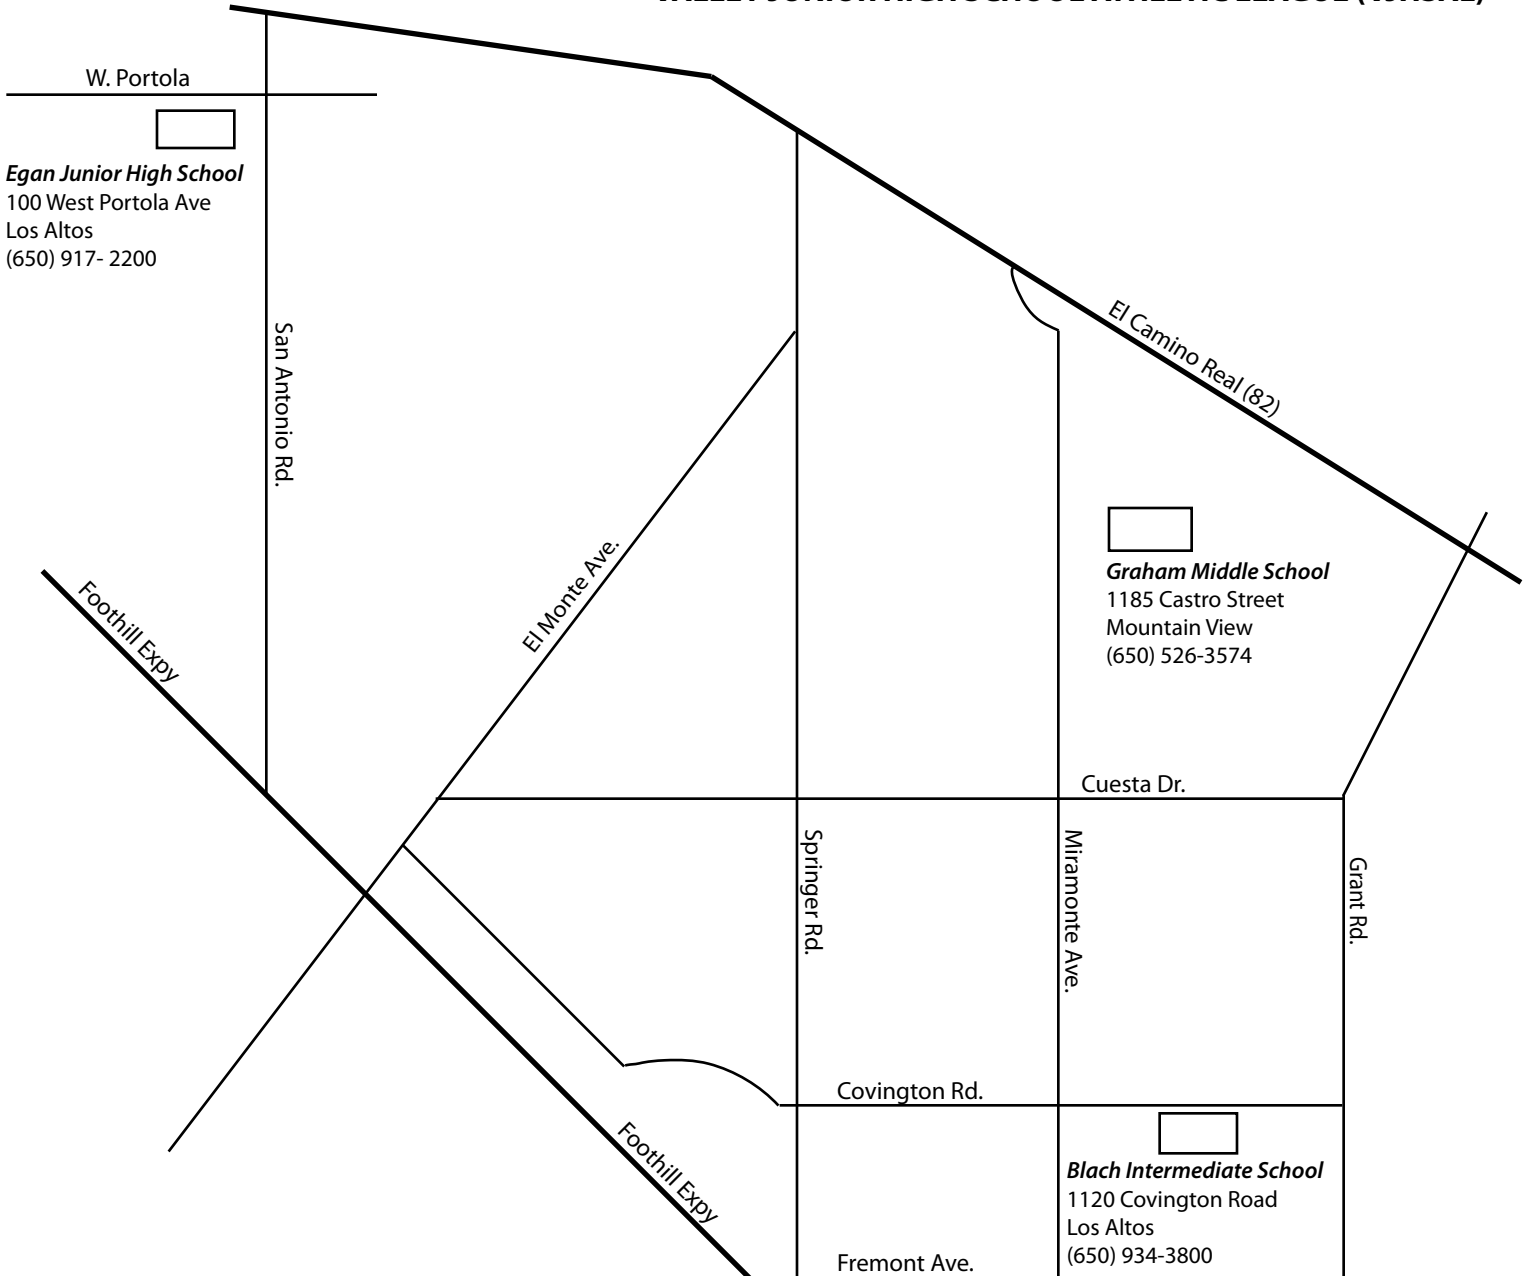 W. Portola
Egan Junior High School
100 West Portola Ave
Los Altos
(650) 917- 2200
San Antonio Rd.
El Camino Real (82)
El Monte Ave.
Foothill Expy
Graham Middle School
1185 Castro Street
Mountain View
(650) 526-3574
Cuesta Dr.
Springer Rd.
Miramonte Ave.
Grant Rd.
Covington Rd.
Foothill Expy
Blach Intermediate School
1120 Covington Road
Los Altos
(650) 934-3800
Fremont Ave.